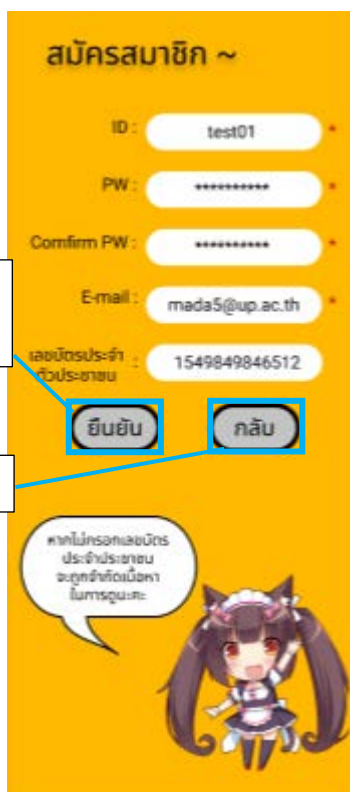 สมัครสมาชิก ~
ID : test01 *
PW : ********** *
Comfirm PW : ********** *
E-mail : mada5@up.ac.th *
เลขบัตรประจำ
ตัวประชาชน : 1549849846512
ยืนยัน กลับ
หากไม่กรอกเลขบัตร
ประจำประชาชน
จะถูกจำกัดเนื้อหา
ในการดูนะคะ